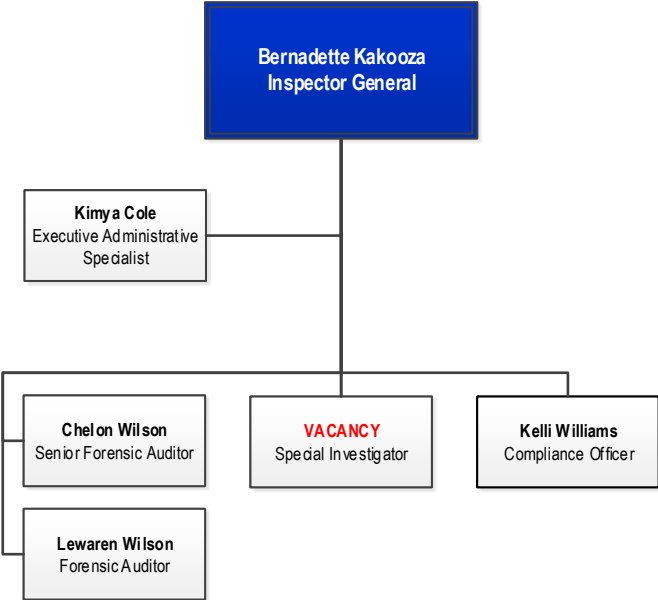 Bernadette Kakooza
Inspector General
Kimya Cole
Executive Administrative
Specialist
Chelon Wilson
Senior Forensic Auditor
VACANCY
Special Investigator
Kelli Williams
Compliance Officer
Lewaren Wilson
Forensic Auditor